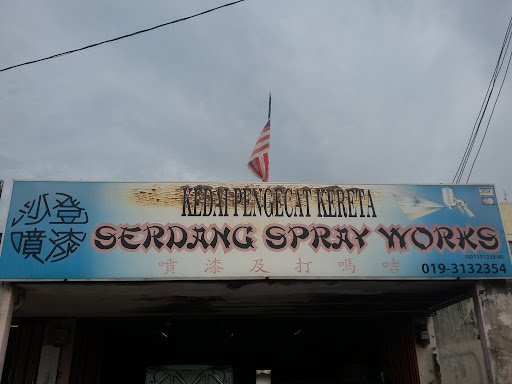 KEDAI PENGECAT KERETA
沙登
噴漆
SERDANG SPRAY WORKS
噴漆及打嗎咭
019-3132354